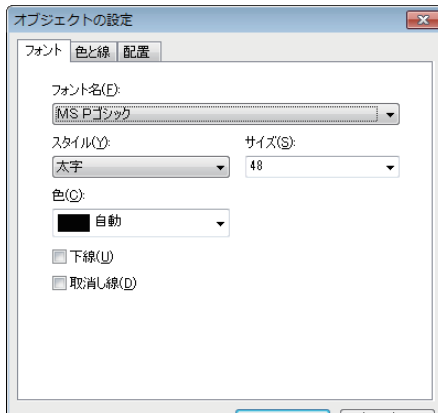 オブジェクトの設定
フォント 色と線 配置
フォント名(F):
MS Pゴシック
スタイル(Y): サイズ(S):
太字 48
色(C):
自動
下線(U)
取消し線(D)